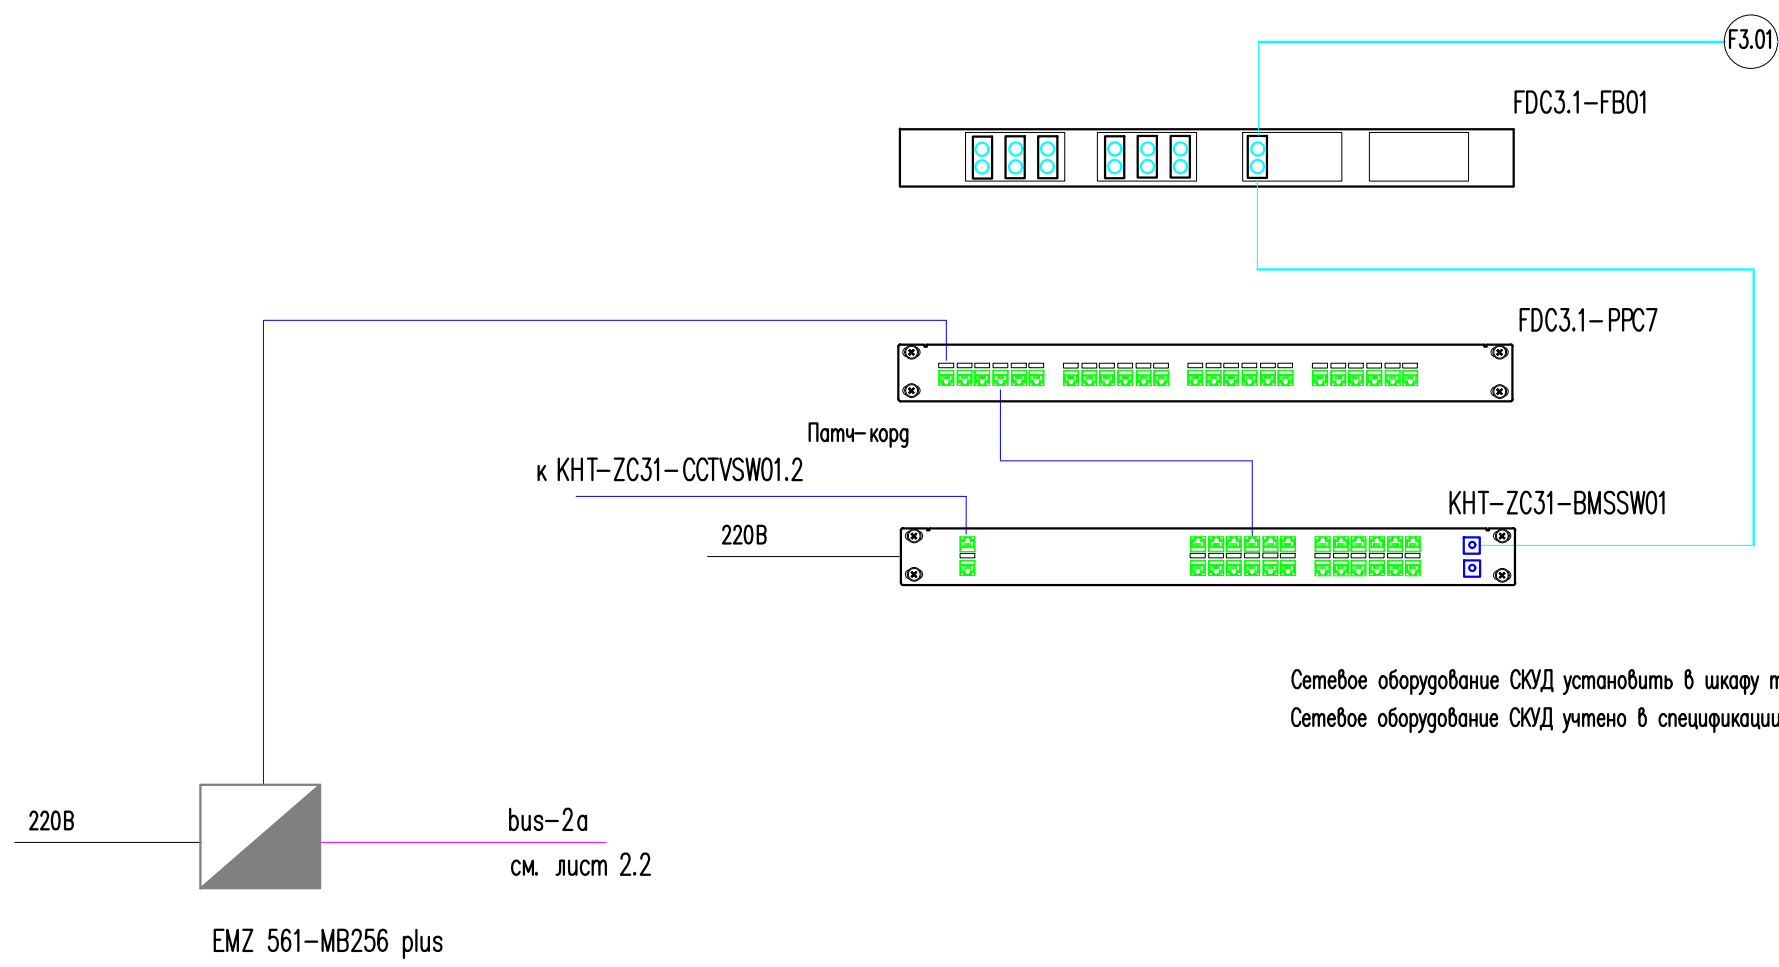 F3.01
FDC3.1-FB01
FDC3.1-PPC7
Патч-корд
к KHT-ZC31-CCTVSW01.2
KHT-ZC31-BMSSW01
220В
Сетевое оборудование СКУД установить в шкафу
Сетевое оборудование СКУД учтено в спецификации
220В
bus-2a
см. лист 2.2
EMZ 561-MB256 plus